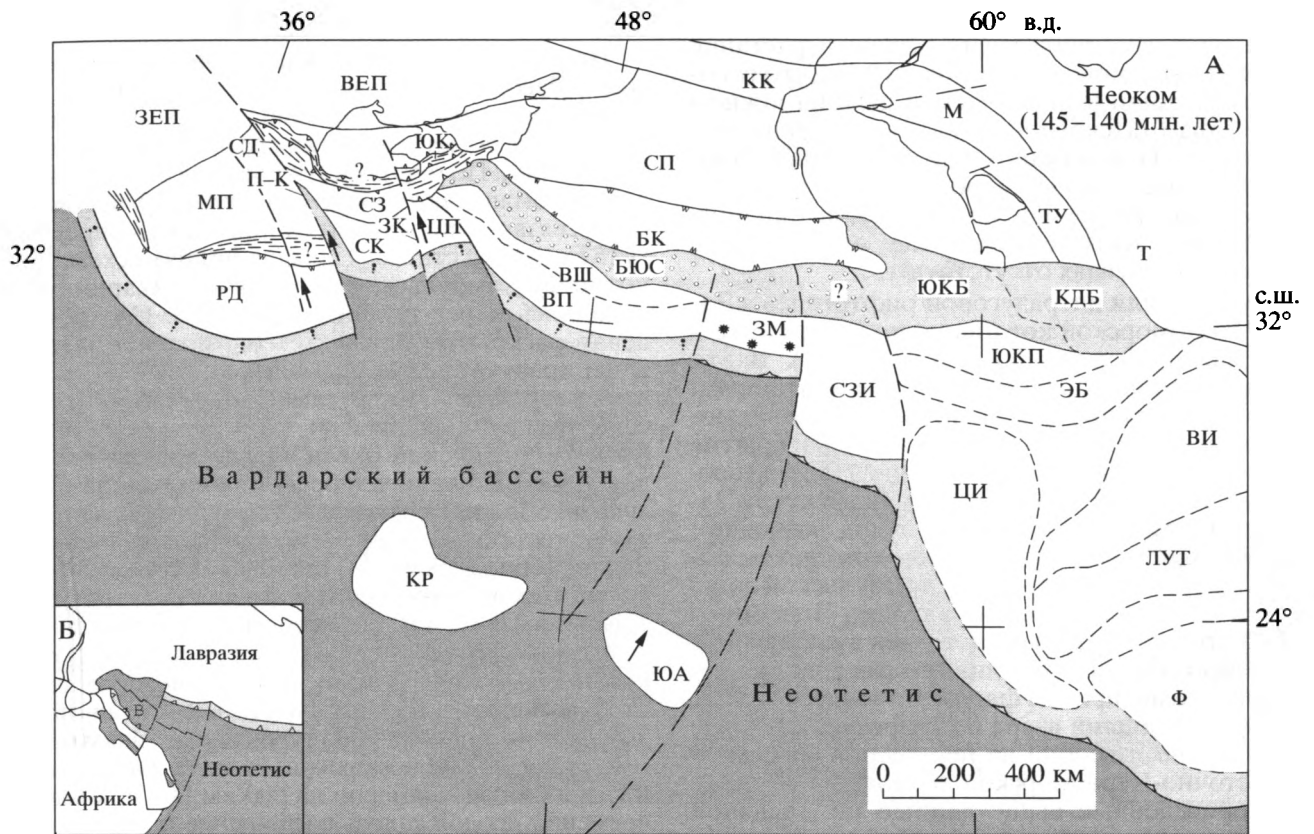 36° 48° 60° в.д.
А
Неоком
(145–140 млн. лет)
ВЕП
КК
ЗЕП
М
ЮК
СД
?
СП
П–К
МП
СЗ
ТУ
ЗК
ЦП
?
СК
БК
Т
32°
БЮС
ВШ
?
ЮКБ
КДБ
РД
ВП
с.ш.
32°
ЗМ
ЮКП
ЭБ
СЗИ
ВИ
Вардарский бассейн
ЦИ
КР
ЛУТ
24°
Б
Лавразия
ЮА
Неотетис
Ф
В
Неотетис
Африка
0 200 400 км